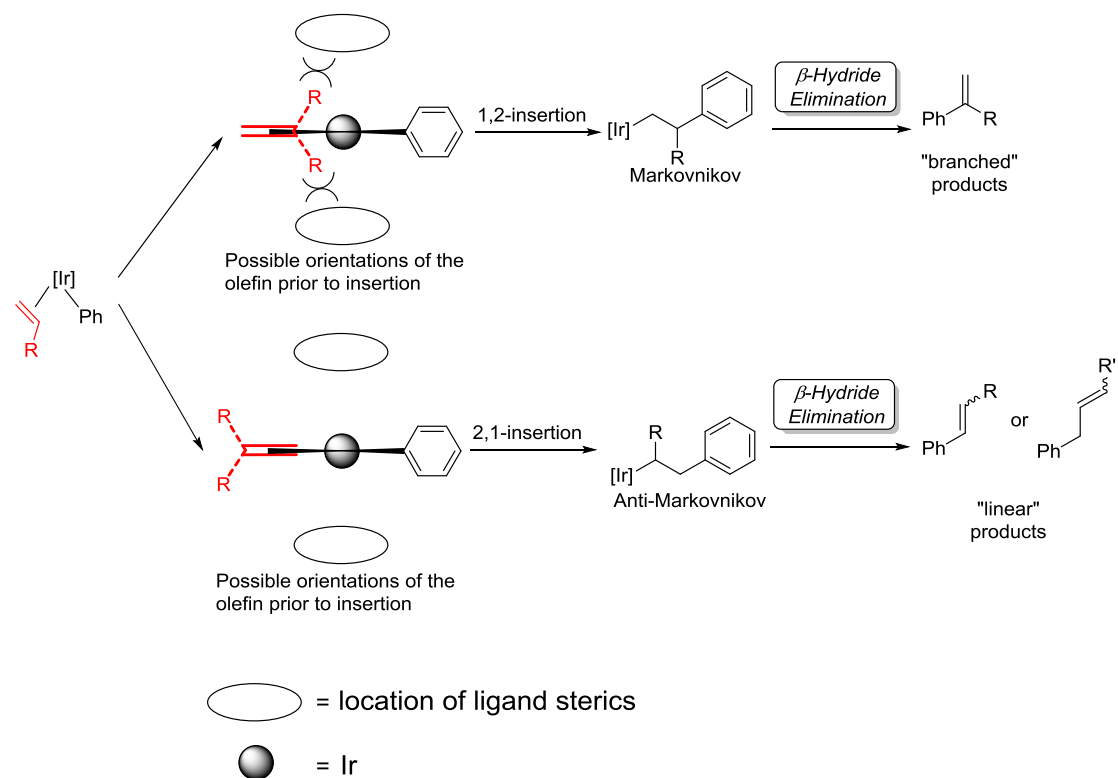 R
R
1,2-insertion
[Ir]
R
Markovnikov
β-Hydride
Elimination
Ph
R
"branched"
products
Possible orientations of the
olefin prior to insertion
[Ir]
Ph
R
R
R
2,1-insertion
R
[Ir]
Anti-Markovnikov
β-Hydride
Elimination
R
Ph
or
R'
Ph
"linear"
products
Possible orientations of the
olefin prior to insertion
= location of ligand sterics
= Ir